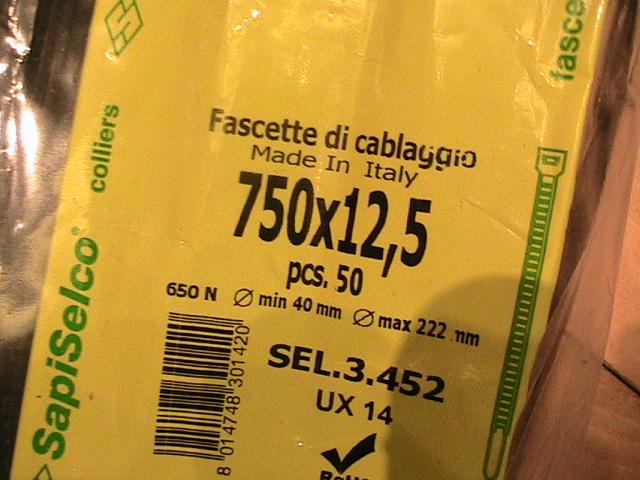 Fascette di cablaggio
Made In Italy
750x12,5
pcs. 50
650 N Ø min 40 mm Ø max 222 mm
SEL.3.452
UX 14
8 014748 301420
RoHS
colliers
SapiSelco
fasce